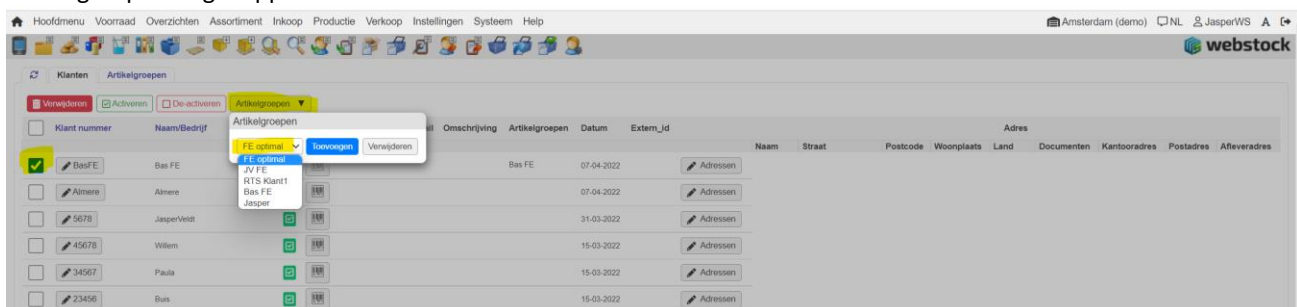 Hoofdmenu Voorraad Overzichten Assortiment Inkoop Productie Verkoop Instellingen Systeem Help Amsterdam (demo) NL JasperWS A
webstock
Klanten Artikelgroepen
Verwijderen Activeren De-activeren Artikelgroepen ▼
Artikelgroepen
Klant nummer Naam/Bedrijf Omschrijving Artikelgroepen Datum Extern_id Adres
FE optimal Toevoegen Verwijderen
Naam Straat Postcode Woonplaats Land Documenten Kantooradres Postadres Afleveradres
FE optimal
JV FE
RTS Klant1
Bas FE
Jasper
BasFE Bas FE Bas FE 07-04-2022 Adressen
Almere Almere 07-04-2022 Adressen
5678 JasperVeldt 31-03-2022 Adressen
45678 Willem 15-03-2022 Adressen
34567 Paula 15-03-2022 Adressen
23456 Buis 15-03-2022 Adressen